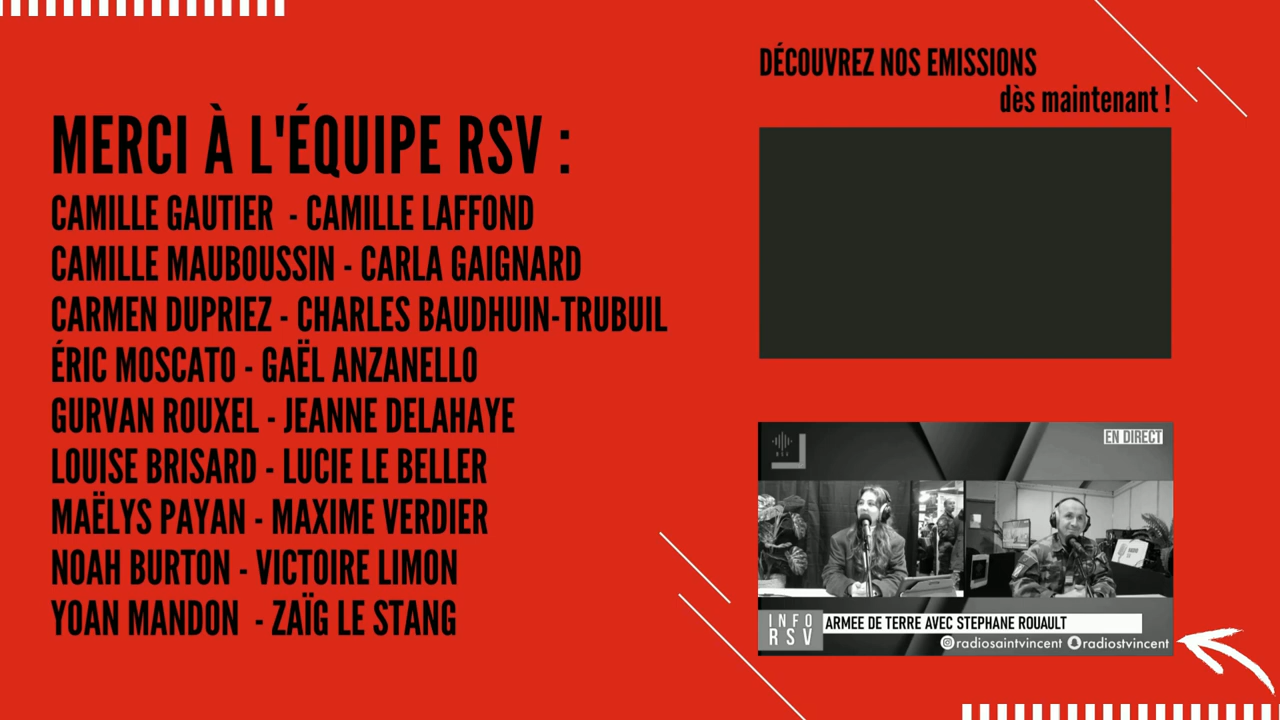 DÉCOUVREZ NOS EMISSIONS
dès maintenant !
MERCI À L'ÉQUIPE RSV :
CAMILLE GAUTIER - CAMILLE LAFFOND
CAMILLE MAUBOUSSIN - CARLA GAIGNARD
CARMEN DUPRIEZ - CHARLES BAUDHUIN-TRUBUIL
ÉRIC MOSCATO - GAËL ANZANELLO
GURVAN ROUXEL - JEANNE DELAHAYE
LOUISE BRISARD - LUCIE LE BELLER
MAËLYS PAYAN - MAXIME VERDIER
NOAH BURTON - VICTOIRE LIMON
YOAN MANDON - ZAÏG LE STANG
RSV
EN DIRECT
INFO
RSV
ARMEE DE TERRE AVEC STEPHANE ROUAULT
radiosaintvincent radiostvincent